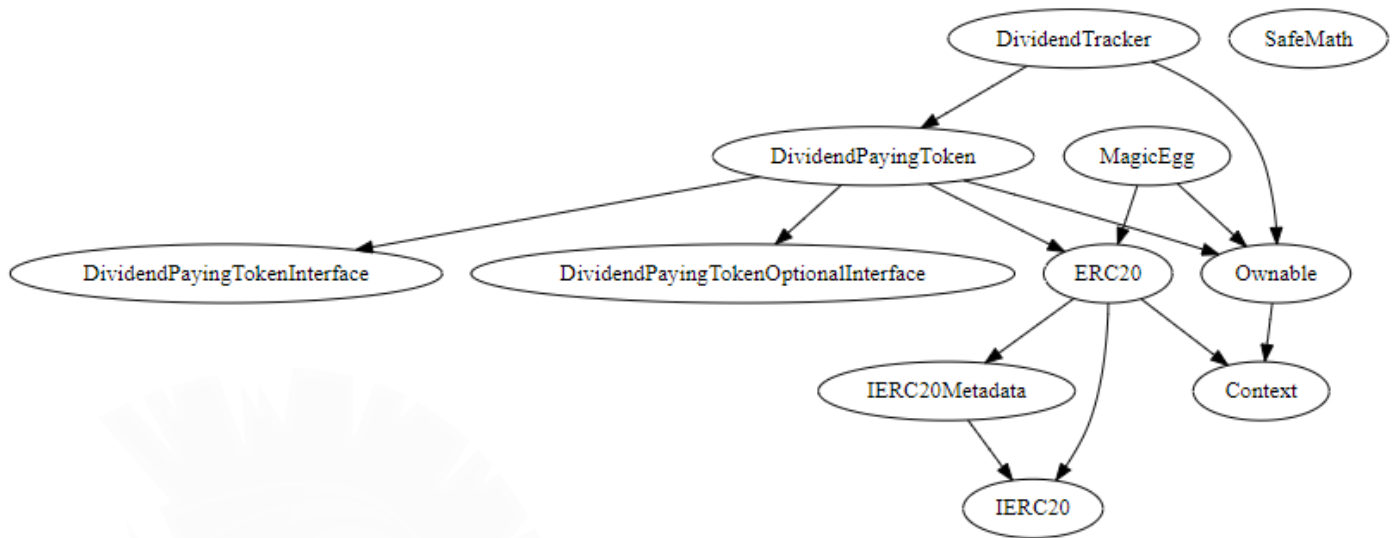 DividendTracker
SafeMath
DividendPayingToken
MagicEgg
DividendPayingTokenInterface
DividendPayingTokenOptionalInterface
ERC20
Ownable
IERC20Metadata
Context
IERC20